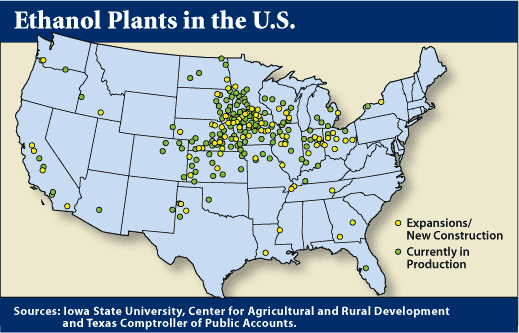 Ethanol Plants in the U.S.
Expansions/
New Construction
Currently in
Production
Sources: Iowa State University, Center for Agricultural and Rural Development
and Texas Comptroller of Public Accounts.